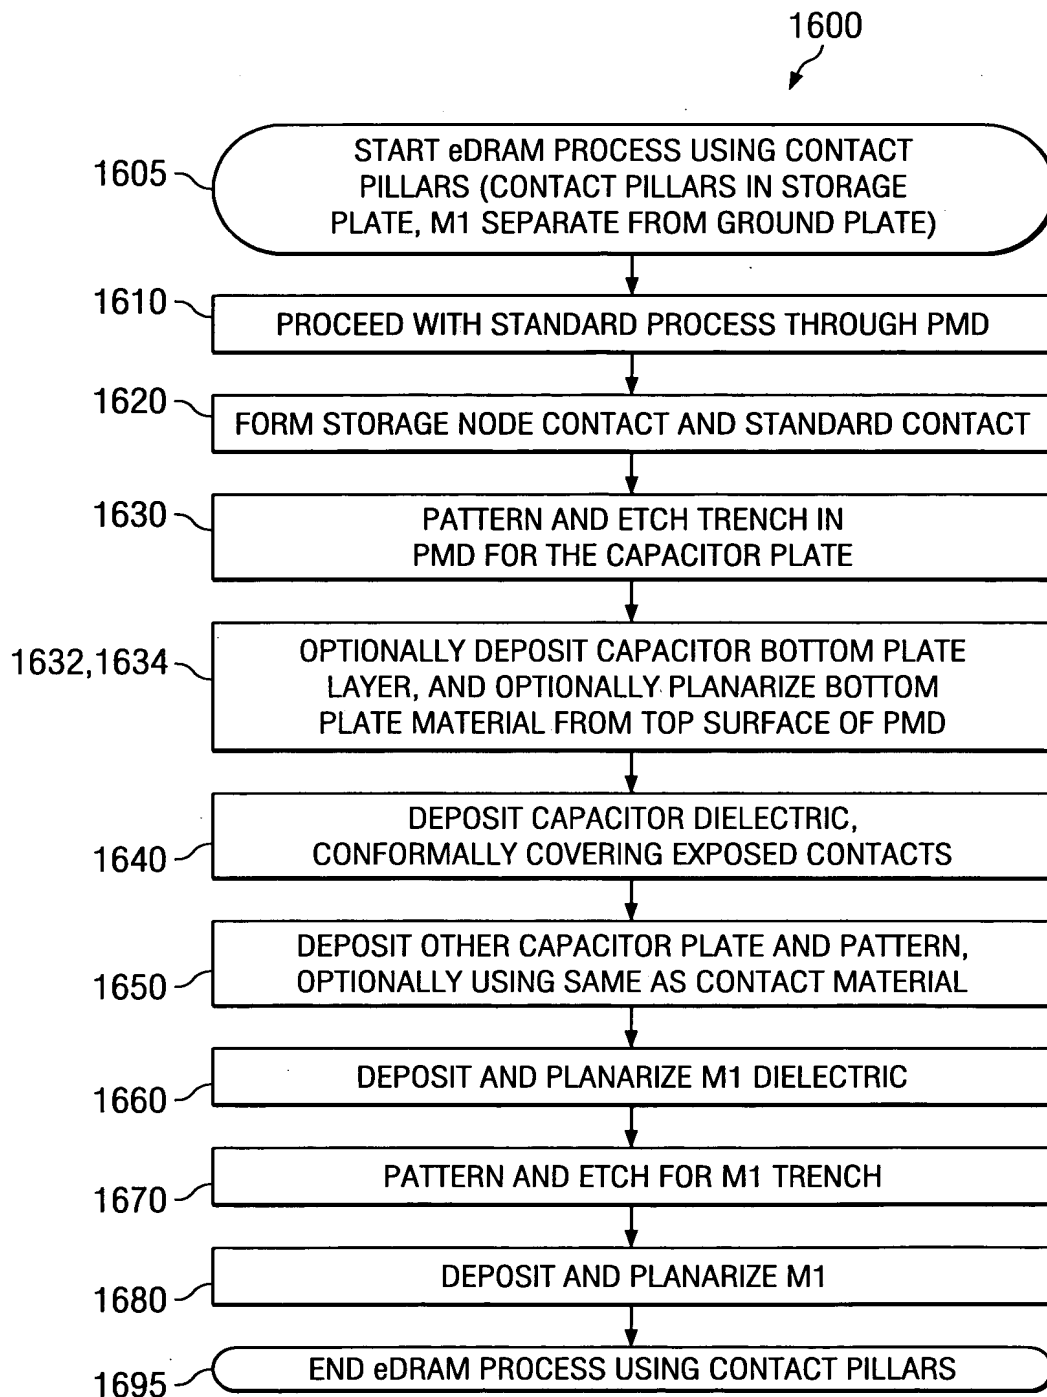 1600
1605
START eDRAM PROCESS USING CONTACT
PILLARS (CONTACT PILLARS IN STORAGE
PLATE, M1 SEPARATE FROM GROUND PLATE)
1610
PROCEED WITH STANDARD PROCESS THROUGH PMD
1620
FORM STORAGE NODE CONTACT AND STANDARD CONTACT
1630
PATTERN AND ETCH TRENCH IN
PMD FOR THE CAPACITOR PLATE
1632,1634
OPTIONALLY DEPOSIT CAPACITOR BOTTOM PLATE
LAYER, AND OPTIONALLY PLANARIZE BOTTOM
PLATE MATERIAL FROM TOP SURFACE OF PMD
1640
DEPOSIT CAPACITOR DIELECTRIC,
CONFORMALLY COVERING EXPOSED CONTACTS
1650
DEPOSIT OTHER CAPACITOR PLATE AND PATTERN,
OPTIONALLY USING SAME AS CONTACT MATERIAL
1660
DEPOSIT AND PLANARIZE M1 DIELECTRIC
1670
PATTERN AND ETCH FOR M1 TRENCH
1680
DEPOSIT AND PLANARIZE M1
1695
END eDRAM PROCESS USING CONTACT PILLARS